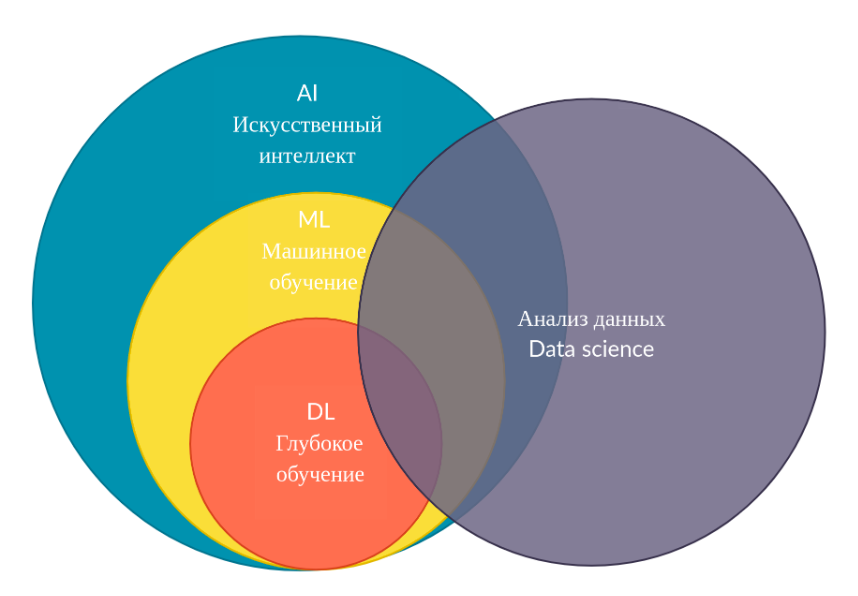 AI
Искусственный
интеллект
ML
Машинное
обучение
Анализ данных
Data science
DL
Глубокое
обучение